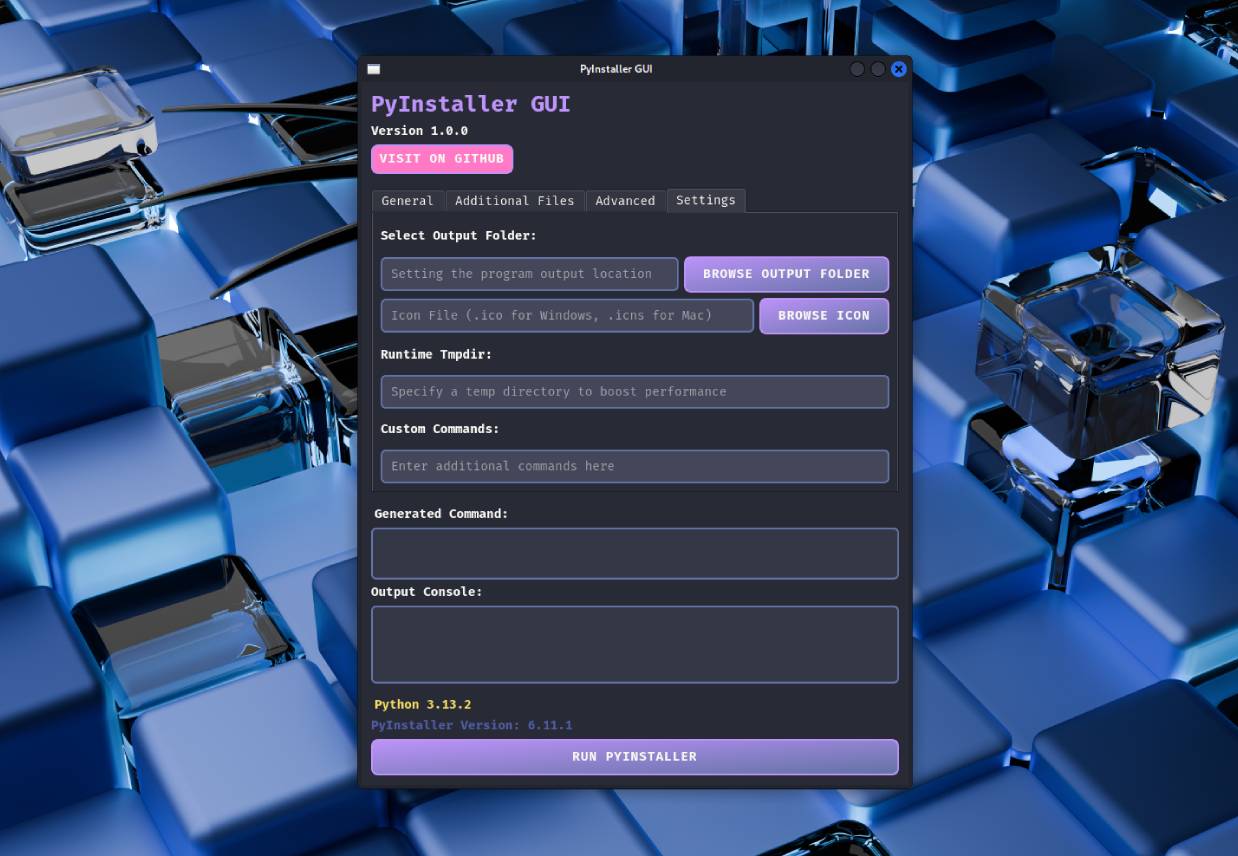 PyInstaller GUI
PyInstaller GUI
Version 1.0.0
VISIT ON GITHUB
General Additional Files Advanced Settings
Select Output Folder:
Setting the program output location BROWSE OUTPUT FOLDER
Icon File (.ico for Windows, .icns for Mac) BROWSE ICON
Runtime Tmpdir:
Specify a temp directory to boost performance
Custom Commands:
Enter additional commands here
Generated Command:
Output Console:
Python 3.13.2
PyInstaller Version: 6.11.1
RUN PYINSTALLER